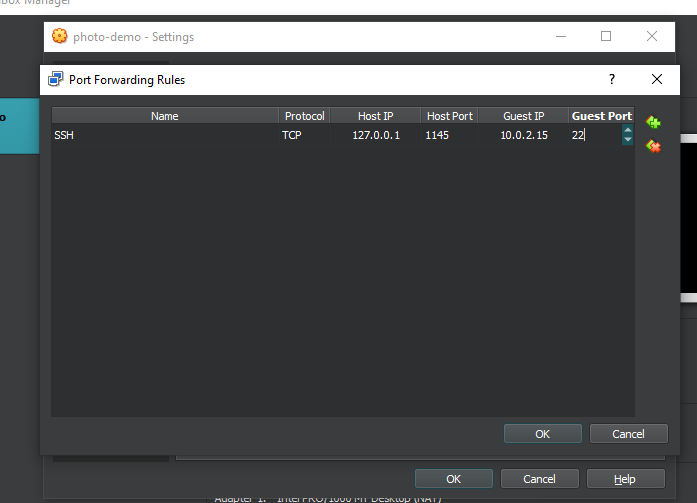 Box Manager
photo-demo - Settings
Port Forwarding Rules
?
Name Protocol Host IP Host Port Guest IP Guest Port
SSH TCP 127.0.0.1 1145 10.0.2.15 22
OK Cancel
OK Cancel Help
Adapter 1: Intel PRO/1000 MT Desktop (NAT)